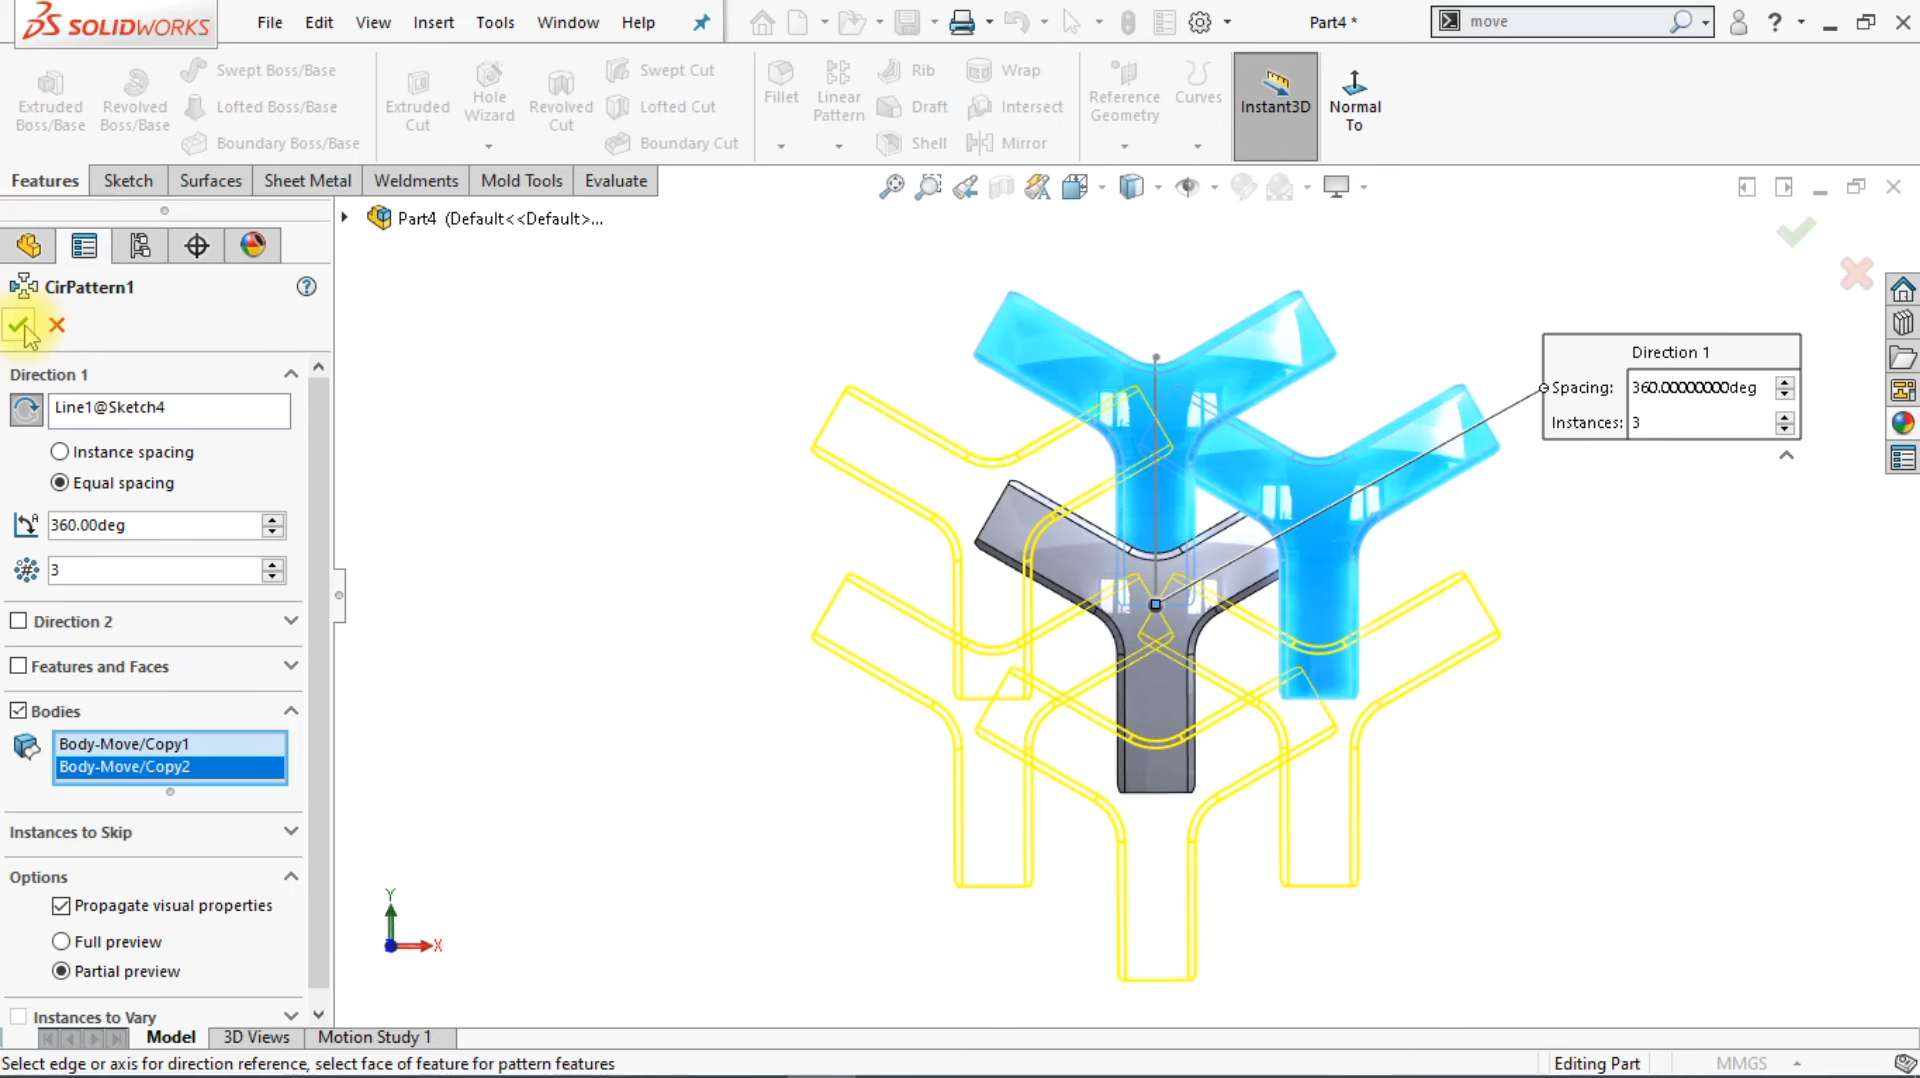 SOLIDWORKS File Edit View Insert Tools Window Help Part4 * move ?
Extruded Boss/Base
Revolved Boss/Base
Swept Boss/Base
Lofted Boss/Base
Boundary Boss/Base
Extruded Cut
Hole Wizard
Revolved Cut
Swept Cut
Lofted Cut
Boundary Cut
Fillet
Linear Pattern
Rib
Draft
Shell
Wrap
Intersect
Mirror
Reference Geometry
Curves
Instant3D
Normal To
Features Sketch Surfaces Sheet Metal Weldments Mold Tools Evaluate
Part4 (Default<<Default>...
CirPattern1
?
Direction 1
Line1@Sketch4
Instance spacing
Equal spacing
360.00deg
3
Direction 2
Features and Faces
Bodies
Body-Move/Copy1
Body-Move/Copy2
Instances to Skip
Options
Propagate visual properties
Full preview
Partial preview
Instances to Vary
Direction 1
Spacing: 360.00000000deg
Instances: 3
Y
X
Model 3D Views Motion Study 1
Select edge or axis for direction reference, select face of feature for pattern features Editing Part MMGS